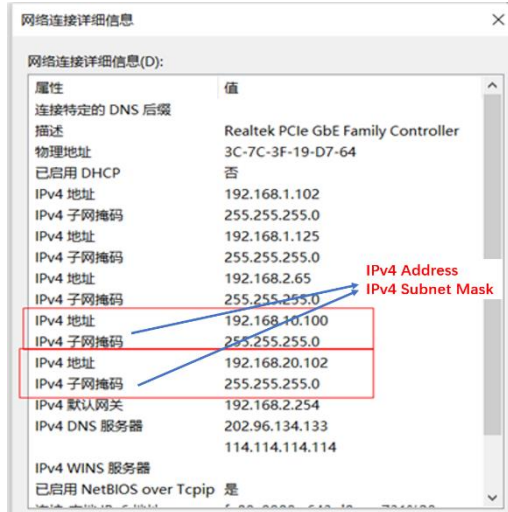 网络连接详细信息
网络连接详细信息(D):
属性 值
连接特定的 DNS 后缀
描述 Realtek PCIe GbE Family Controller
物理地址 3C-7C-3F-19-D7-64
已启用 DHCP 否
IPv4 地址 192.168.1.102
IPv4 子网掩码 255.255.255.0
IPv4 地址 192.168.1.125
IPv4 子网掩码 255.255.255.0
IPv4 地址 192.168.2.65
IPv4 子网掩码 255.255.255.0
IPv4 Address
IPv4 Subnet Mask
IPv4 地址 192.168.10.100
IPv4 子网掩码 255.255.255.0
IPv4 地址 192.168.20.102
IPv4 子网掩码 255.255.255.0
IPv4 默认网关 192.168.2.254
IPv4 DNS 服务器 202.96.134.133
114.114.114.114
IPv4 WINS 服务器
已启用 NetBIOS over Tcpip 是